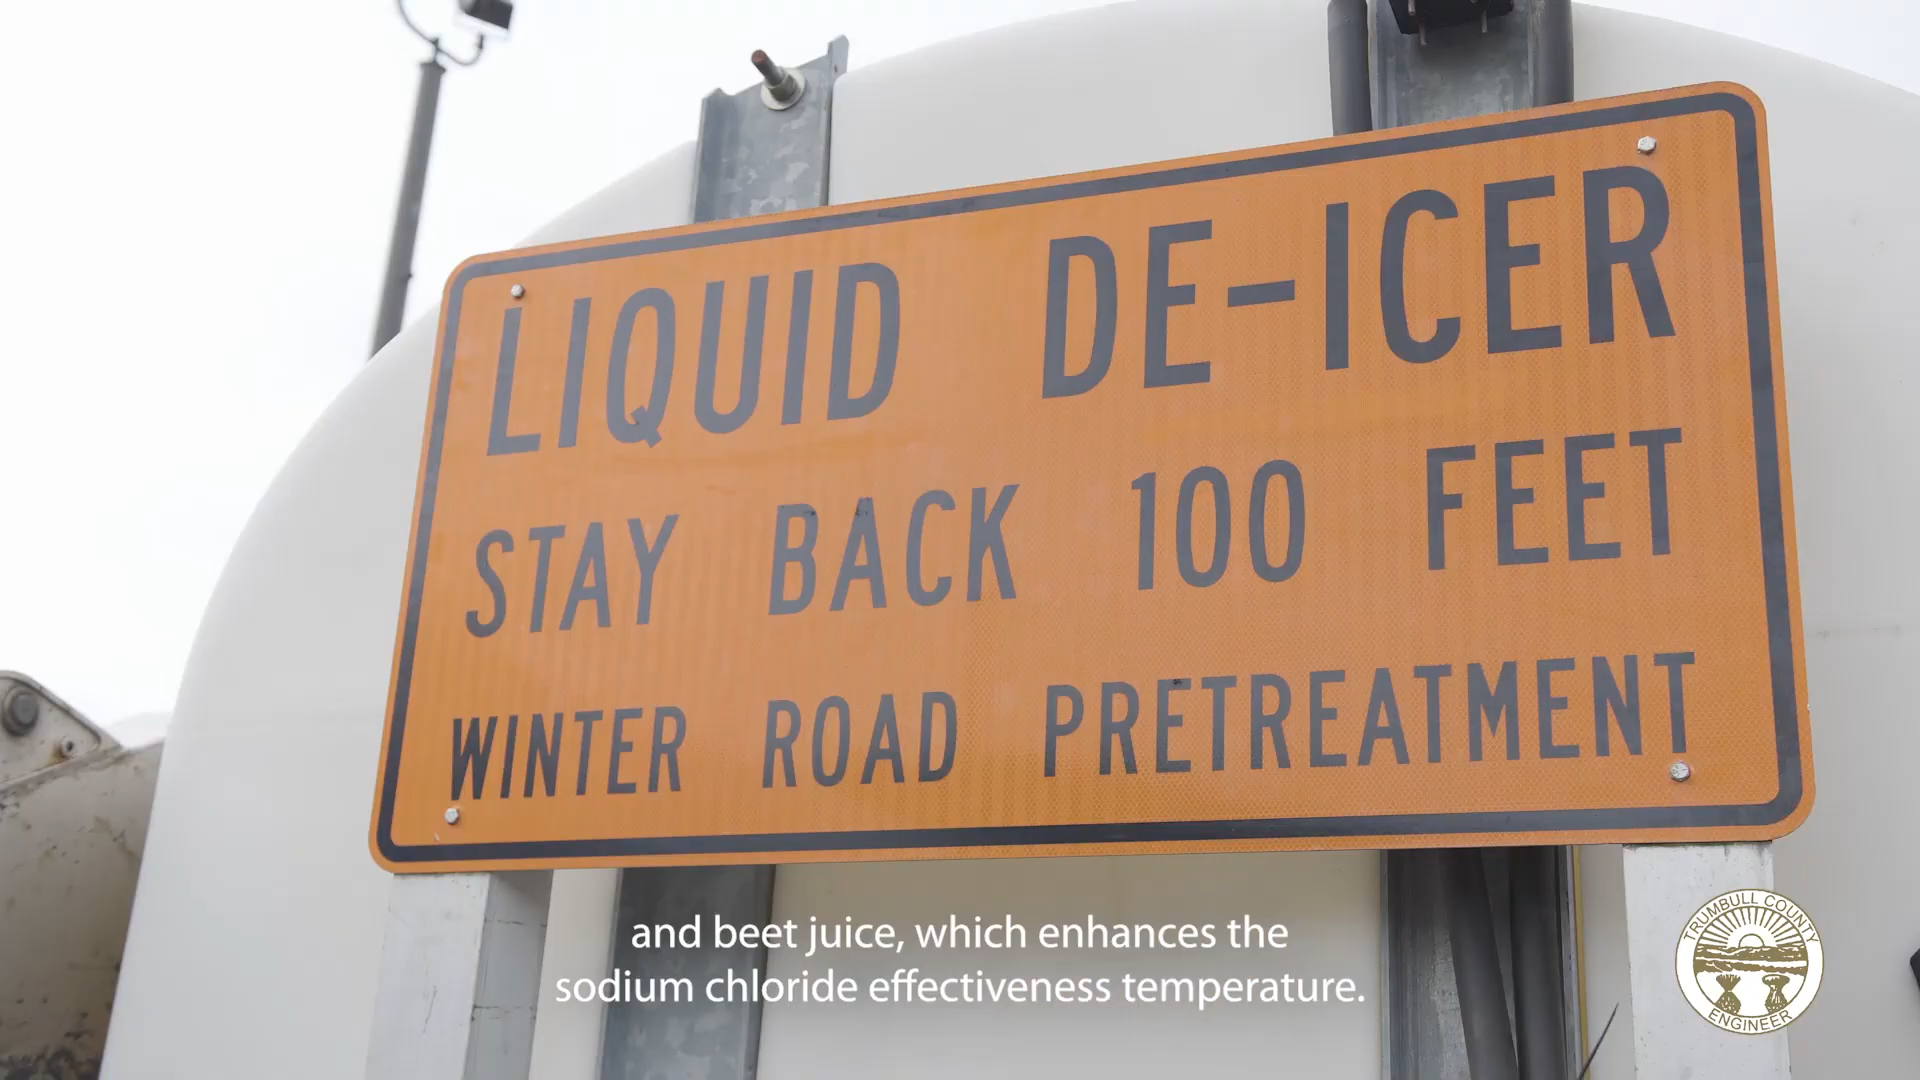 LIQUID DE-ICER
STAY BACK 100 FEET
WINTER ROAD PRETREATMENT
and beet juice, which enhances the
sodium chloride effectiveness temperature.
TRUMBULL COUNTY
ENGINEER